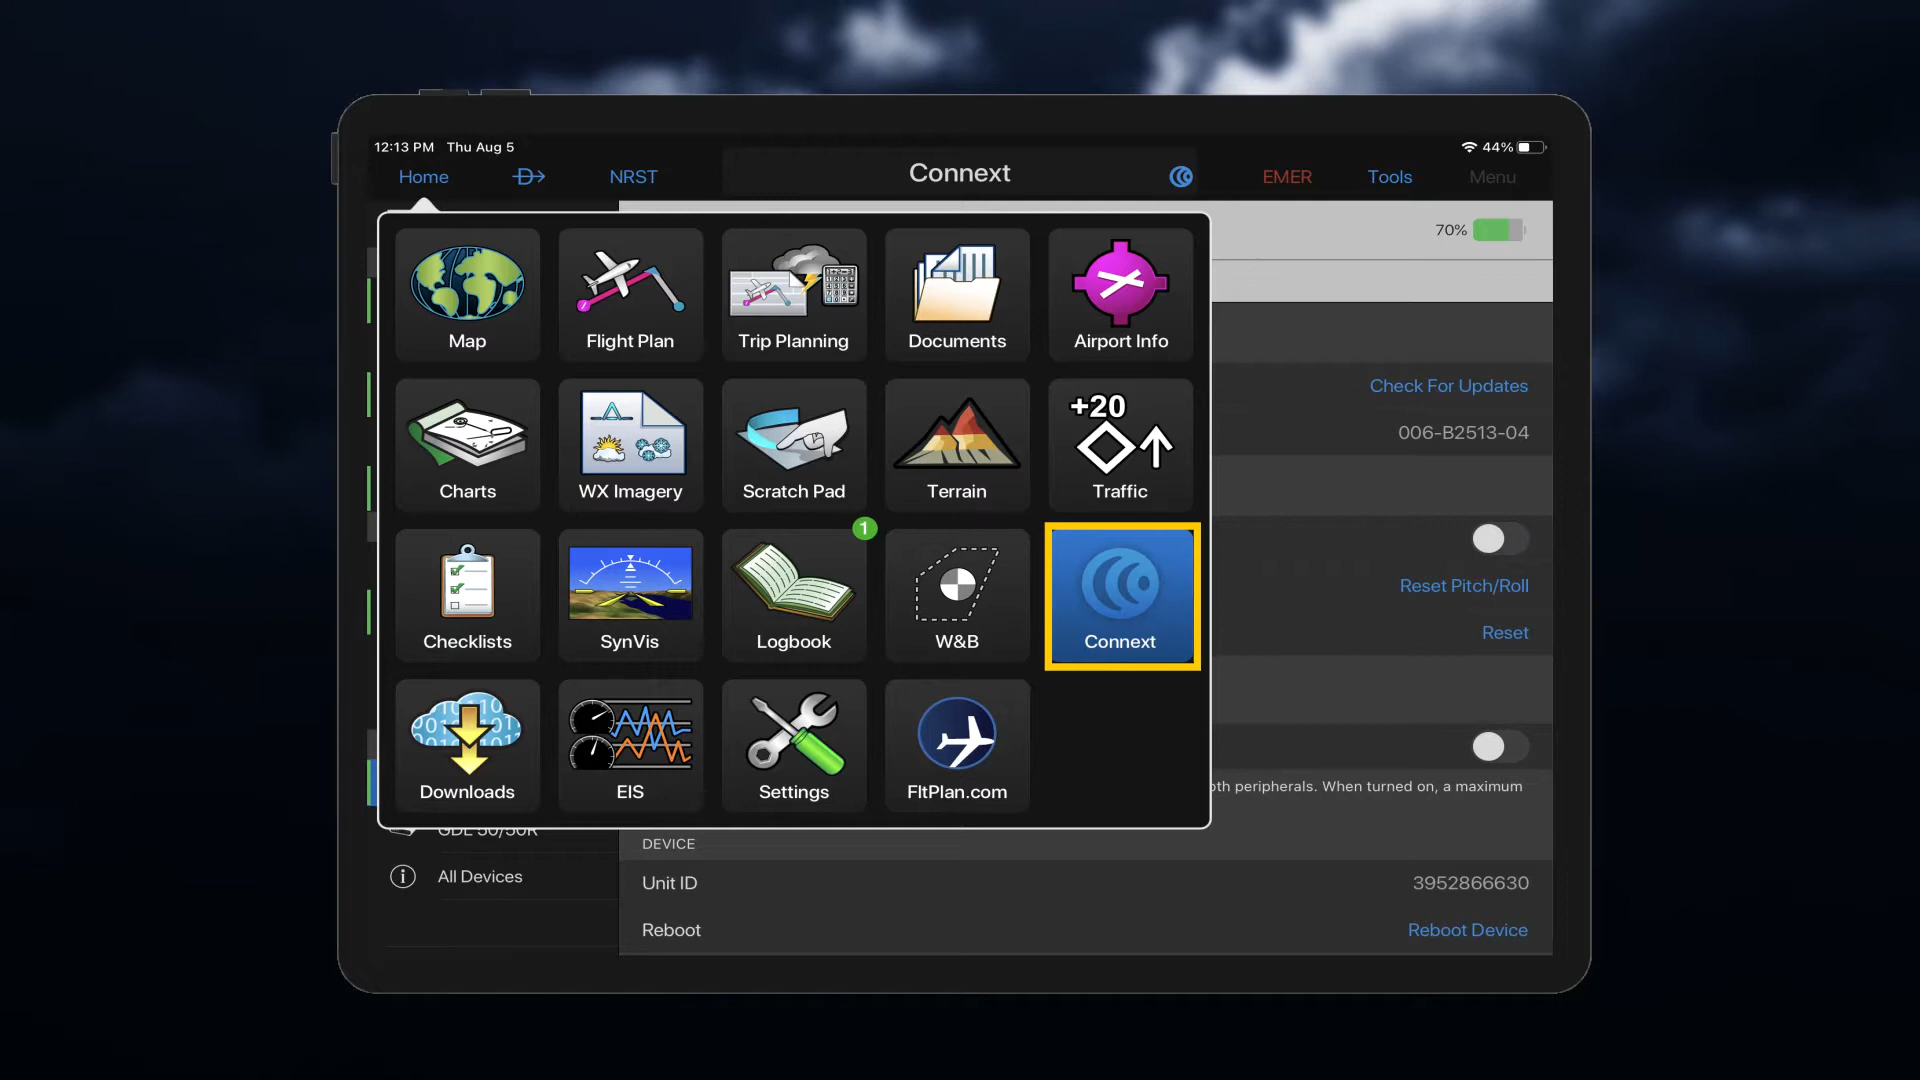 12:13 PM Thu Aug 5
44%
Home
NRST
Connext
EMER
Tools
Menu
70%
Map
Flight Plan
Trip Planning
Documents
Airport Info
Check For Updates
006-B2513-04
+20
Charts
WX Imagery
Scratch Pad
Terrain
Traffic
1
Checklists
SynVis
Logbook
W&B
Connext
Reset Pitch/Roll
Reset
Downloads
EIS
Settings
FltPlan.com
oth peripherals. When turned on, a maximum
GDL 50/50R
DEVICE
All Devices
Unit ID
3952866630
Reboot
Reboot Device